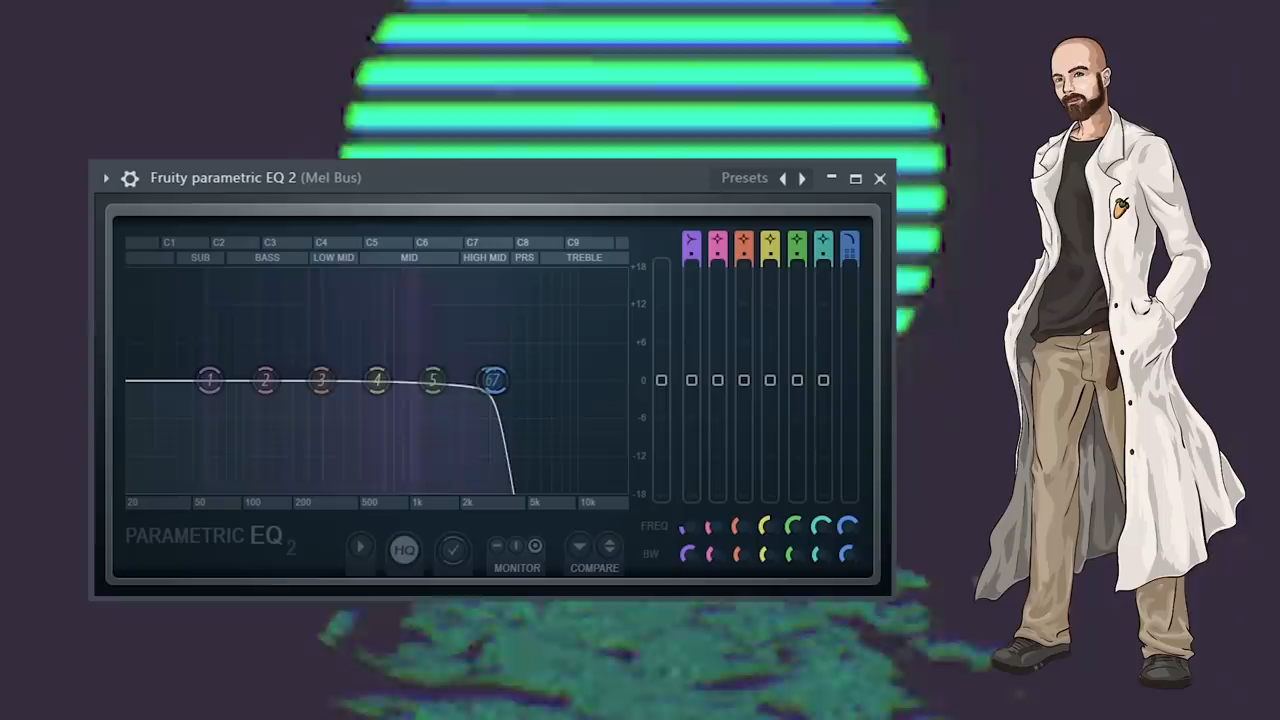 Fruity parametric EQ 2 (Mel Bus) Presets
C1 C2 C3 C4 C5 C6 C7 C8 C9
SUB BASS LOW MID MID HIGH MID PRS TREBLE
+18
+12
+6
0
-6
-12
-18
1 2 3 4 5 67
20 50 100 200 500 1k 2k 5k 10k
FREQ
BW
PARAMETRIC EQ 2
HQ
MONITOR COMPARE